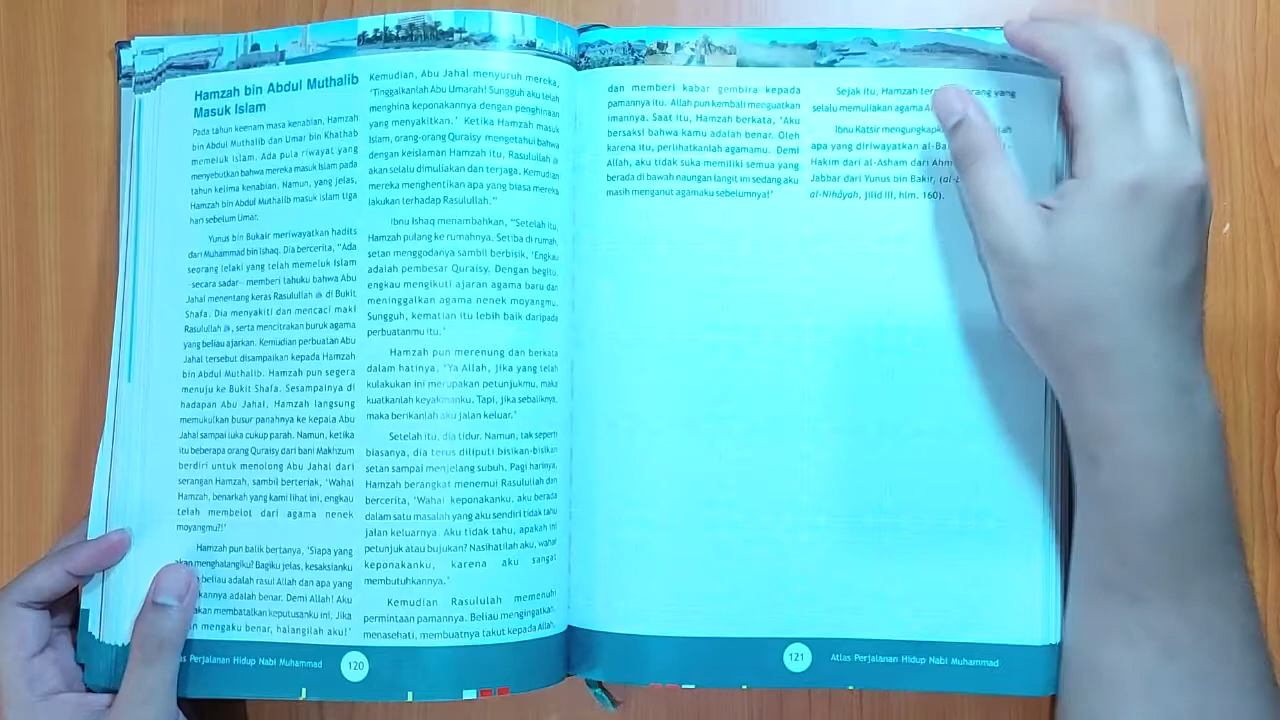 Hamzah bin Abdul Muthalib
Masuk Islam
Pada tahun keenam masa kenabian, Hamzah
bin Abdul Muthalib dan Umar bin Khathab
memeluk Islam. Ada pula riwayat yang
menyebutkan bahwa mereka masuk Islam pada
tahun kelima kenabian. Namun, yang jelas,
Hamzah bin Abdul Muthalib masuk Islam tiga
hari sebelum Umar.
Yunus bin Bukair meriwayatkan hadits
dari Muhammad bin Ishaq. Dia bercerita, "Ada
seorang lelaki yang telah memeluk Islam
-secara sadar- memberi tahuku bahwa Abu
Jahal menentang keras Rasulullah ﷺ di Bukit
Shafa. Dia menyakiti dan mencaci maki
Rasulullah ﷺ, serta mencitrakan buruk agama
yang beliau ajarkan. Kemudian perbuatan Abu
Jahal tersebut disampaikan kepada Hamzah
bin Abdul Muthalib. Hamzah pun segera
menuju ke Bukit Shafa. Sesampainya di
hadapan Abu Jahal, Hamzah langsung
memukulkan busur panahnya ke kepala Abu
Jahal sampai luka cukup parah. Namun, ketika
itu beberapa orang Quraisy dari bani Makhzum
berdiri untuk menolong Abu Jahal dari
serangan Hamzah, sambil berteriak, 'Wahai
Hamzah, benarkah yang kami lihat ini, engkau
telah membelot dari agama nenek
moyangmu?!'
Hamzah pun balik bertanya, 'Siapa yang
akan menghalangiku? Bagiku jelas, kesaksianku
beliau adalah rasul Allah dan apa yang
adalah benar. Demi Allah! Aku
akan membatalkan keputusanku ini. Jika
mengaku benar, halangilah aku!'
Kemudian, Abu Jahal menyuruh mereka,
'Tinggalkanlah Abu Umarah! Sungguh aku telah
menghina keponakannya dengan penghinaan
yang menyakitkan.' Ketika Hamzah masuk
Islam, orang-orang Quraisy mengetahui bahwa
dengan keislaman Hamzah itu, Rasulullah ﷺ
akan selalu dimuliakan dan terjaga. Kemudian
mereka menghentikan apa yang biasa mereka
lakukan terhadap Rasulullah."
Ibnu Ishaq menambahkan, "Setelah itu,
Hamzah pulang ke rumahnya. Setiba di rumah,
setan menggodanya sambil berbisik, 'Engkau
adalah pembesar Quraisy. Dengan begitu,
engkau mengikuti ajaran agama baru dan
meninggalkan agama nenek moyangmu.
Sungguh, kematian itu lebih baik daripada
perbuatanmu itu.'
Hamzah pun merenung dan berkata
dalam hatinya, 'Ya Allah, jika yang telah
kulakukan ini merupakan petunjukmu, maka
kuatkanlah keyakinanku. Tapi, jika sebaliknya,
maka berikanlah aku jalan keluar.'
Setelah itu, dia tidur. Namun, tak seperti
biasanya, dia terus diliputi bisikan-bisikan
setan sampai menjelang subuh. Pagi harinya,
Hamzah berangkat menemui Rasulullah dan
bercerita, 'Wahai keponakanku, aku berada
dalam satu masalah yang aku sendiri tidak tahu
jalan keluarnya. Aku tidak tahu, apakah ini
petunjuk atau bujukan? Nasihatilah aku, wahai
keponakanku, karena aku sangat
membutuhkannya.'
Kemudian Rasululah memenuhi
permintaan pamannya. Beliau mengingatkan,
menasehati, membuatnya takut kepada Allah,
Perjalanan Hidup Nabi Muhammad 120
dan memberi kabar gembira kepada
pamannya itu. Allah pun kembali menguatkan
imannya. Saat itu, Hamzah berkata, 'Aku
bersaksi bahwa kamu adalah benar. Oleh
karena itu, perlihatkanlah agamamu. Demi
Allah, aku tidak suka memiliki semua yang
berada di bawah naungan langit ini sedang aku
masih menganut agamaku sebelumnya!'
Sejak itu, Hamzah orang yang
selalu memuliakan agama
Ibnu Katsir
apa yang diriwayatkan
Hakim dari al-Asham dari
Jabbar dari Yunus bin Bakir,
al-Nihâyah, jilid III, hlm. 160).
121 Atlas Perjalanan Hidup Nabi Muhammad